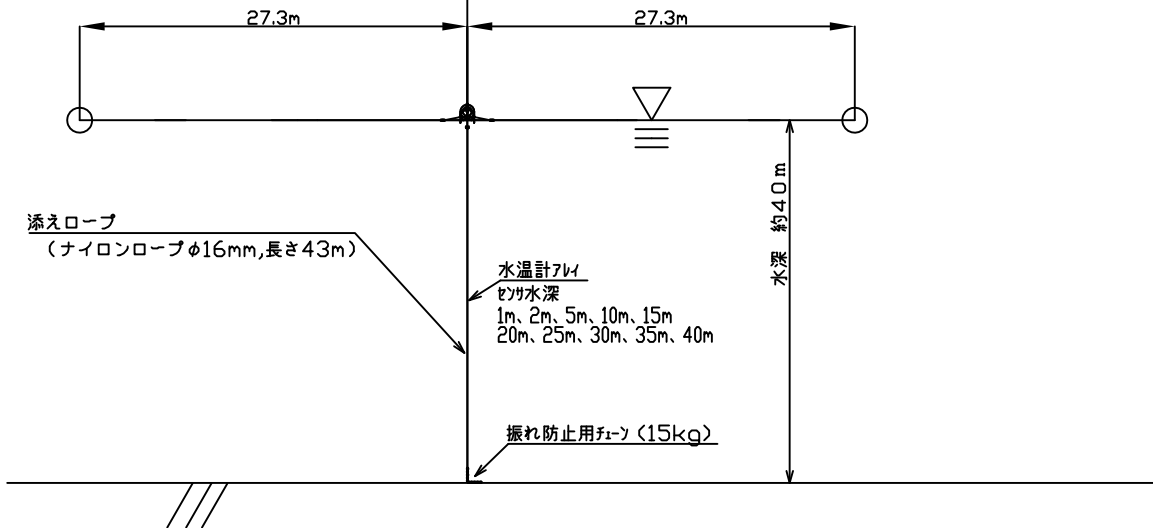 27.3m
27.3m
水深 約40m
添えロープ
（ナイロンロープφ16mm,長さ43m）
水温計ｱﾚｲ
ｾﾝｻ水深
1m、2m、5m、10m、15m
20m、25m、30m、35m、40m
振れ防止用ﾁｪｰﾝ（15kg）